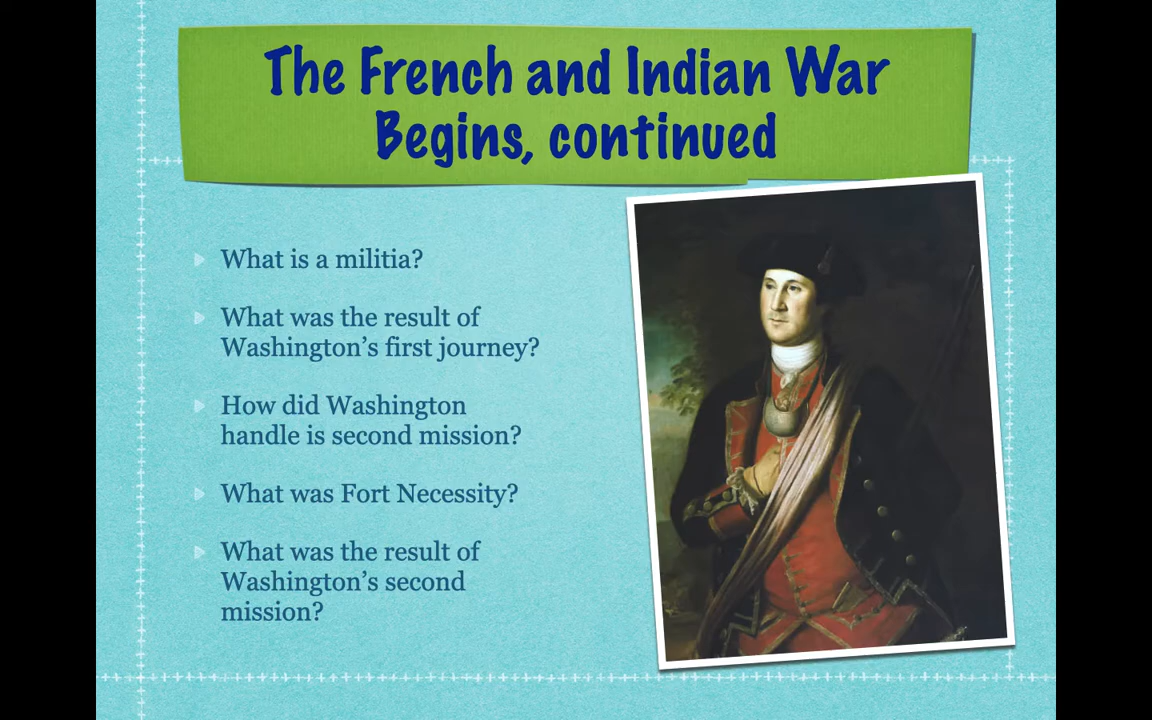 The French and Indian War
Begins, continued
What is a militia?
What was the result of
Washington's first journey?
How did Washington
handle is second mission?
What was Fort Necessity?
What was the result of
Washington's second
mission?